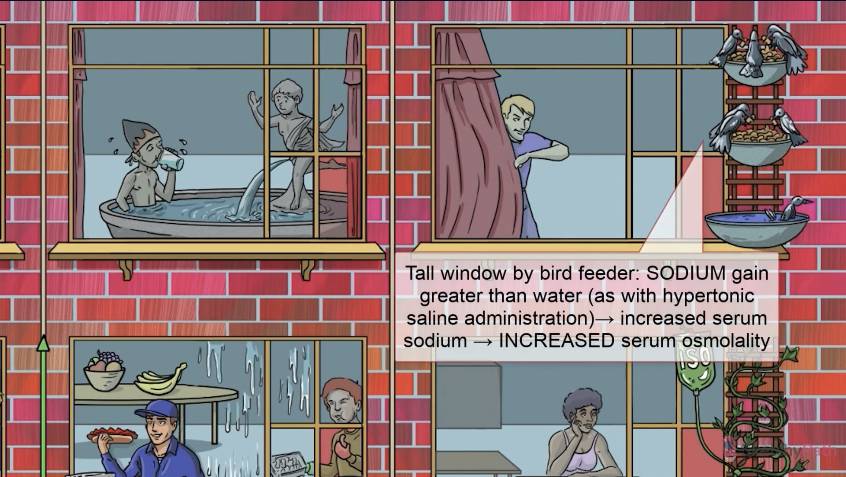 Tall window by bird feeder: SODIUM gain
greater than water (as with hypertonic
saline administration)→ increased serum
sodium → INCREASED serum osmolality
ISO